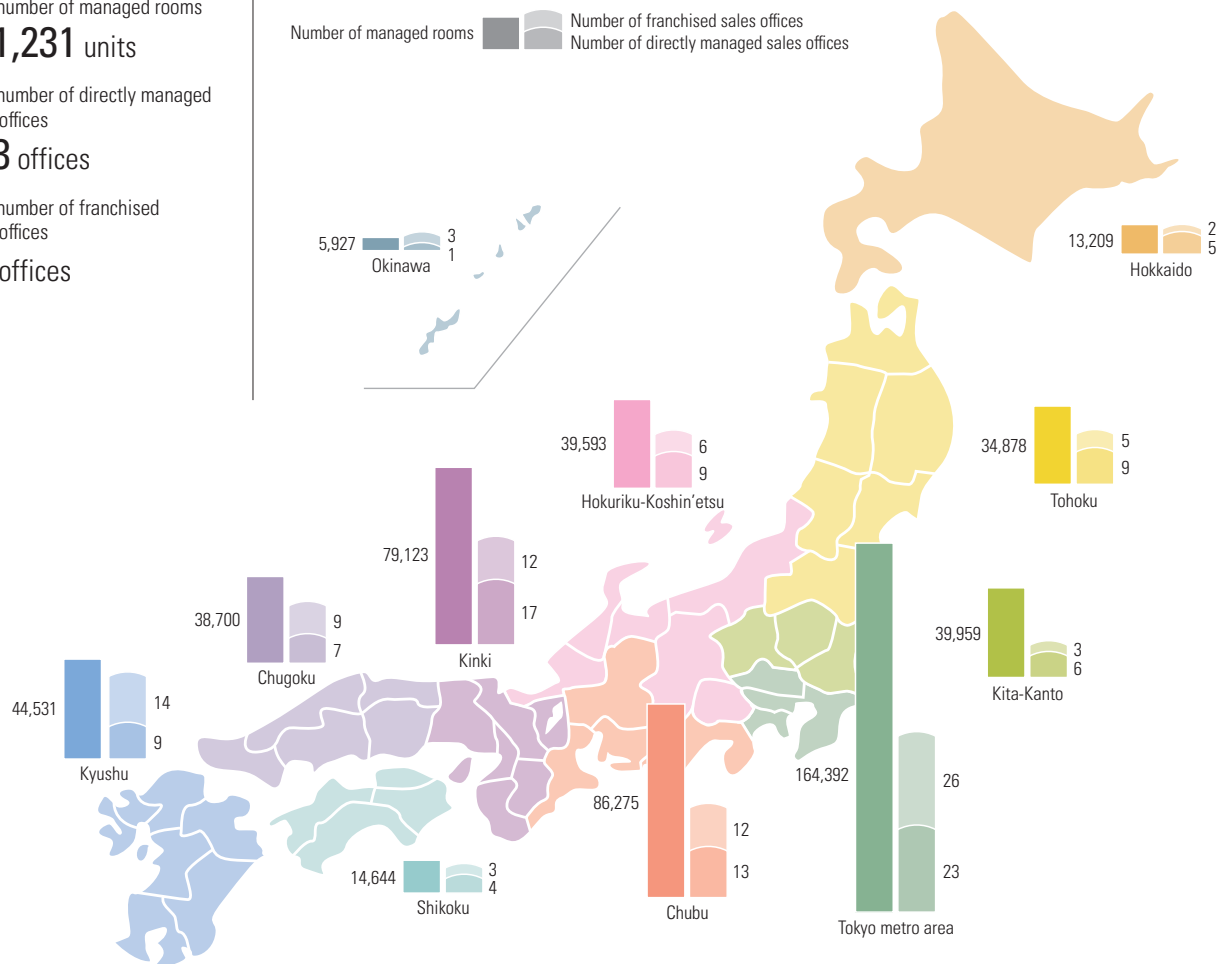 number of managed rooms
1,231 units
number of directly managed
offices
3 offices
number of franchised
offices
offices
Number of managed rooms
Number of franchised sales offices
Number of directly managed sales offices
5,927
3
1
Okinawa
13,209
2
5
Hokkaido
39,593
6
9
Hokuriku-Koshin'etsu
34,878
5
9
Tohoku
79,123
12
17
Kinki
38,700
9
7
Chugoku
39,959
3
6
Kita-Kanto
44,531
14
9
Kyushu
86,275
12
13
Chubu
164,392
26
23
Tokyo metro area
14,644
3
4
Shikoku